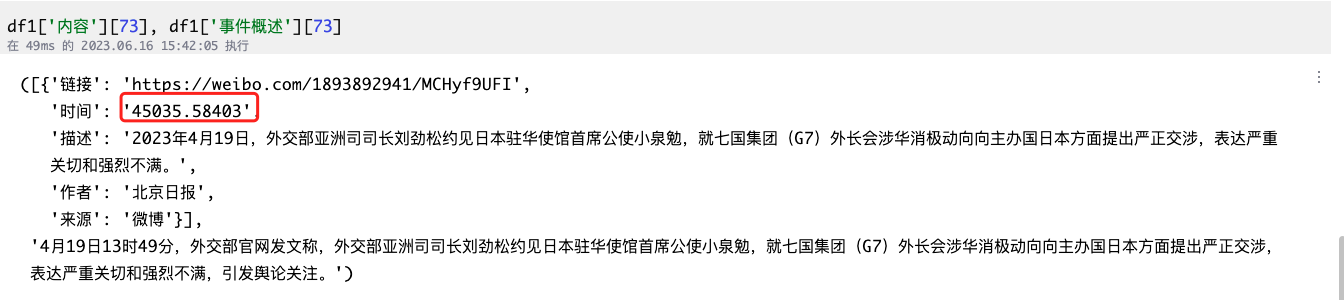 df1['内容'][73], df1['事件概述'][73]
在 49ms 的 2023.06.16 15:42:05 执行
([{'链接': 'https://weibo.com/1893892941/MCHyf9UFI',
'时间': '45035.58403',
'描述': '2023年4月19日，外交部亚洲司司长刘劲松约见日本驻华使馆首席公使小泉勉，就七国集团（G7）外长会涉华消极动向向主办国日本方面提出严正交涉，表达严重
关切和强烈不满。',
'作者': '北京日报',
'来源': '微博'}],
'4月19日13时49分，外交部官网发文称，外交部亚洲司司长刘劲松约见日本驻华使馆首席公使小泉勉，就七国集团（G7）外长会涉华消极动向向主办国日本方面提出严正交涉，
表达严重关切和强烈不满，引发舆论关注。')